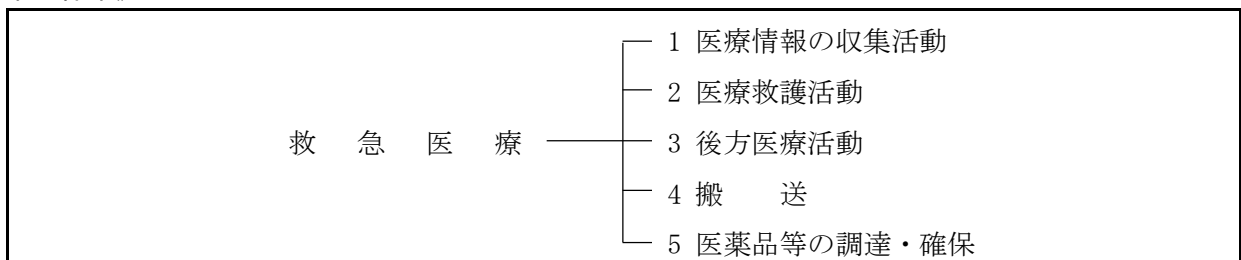 1 医療情報の収集活動
2 医療救護活動
救急医療
3 後方医療活動
4 搬送
5 医薬品等の調達・確保